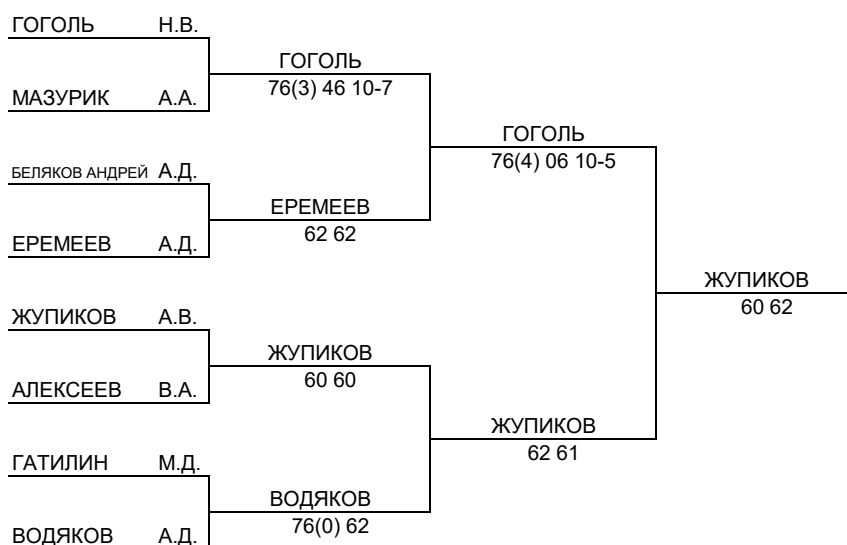 ГОГОЛЬ Н.В.
ГОГОЛЬ
76(3) 46 10-7
МАЗУРИК А.А.
ГОГОЛЬ
76(4) 06 10-5
БЕЛЯКОВ АНДРЕЙ А.Д.
ЕРЕМЕЕВ
62 62
ЕРЕМЕЕВ А.Д.
ЖУПИКОВ
60 62
ЖУПИКОВ А.В.
ЖУПИКОВ
60 60
АЛЕКСЕЕВ В.А.
ЖУПИКОВ
62 61
ГАТИЛИН М.Д.
ВОДЯКОВ
76(0) 62
ВОДЯКОВ А.Д.